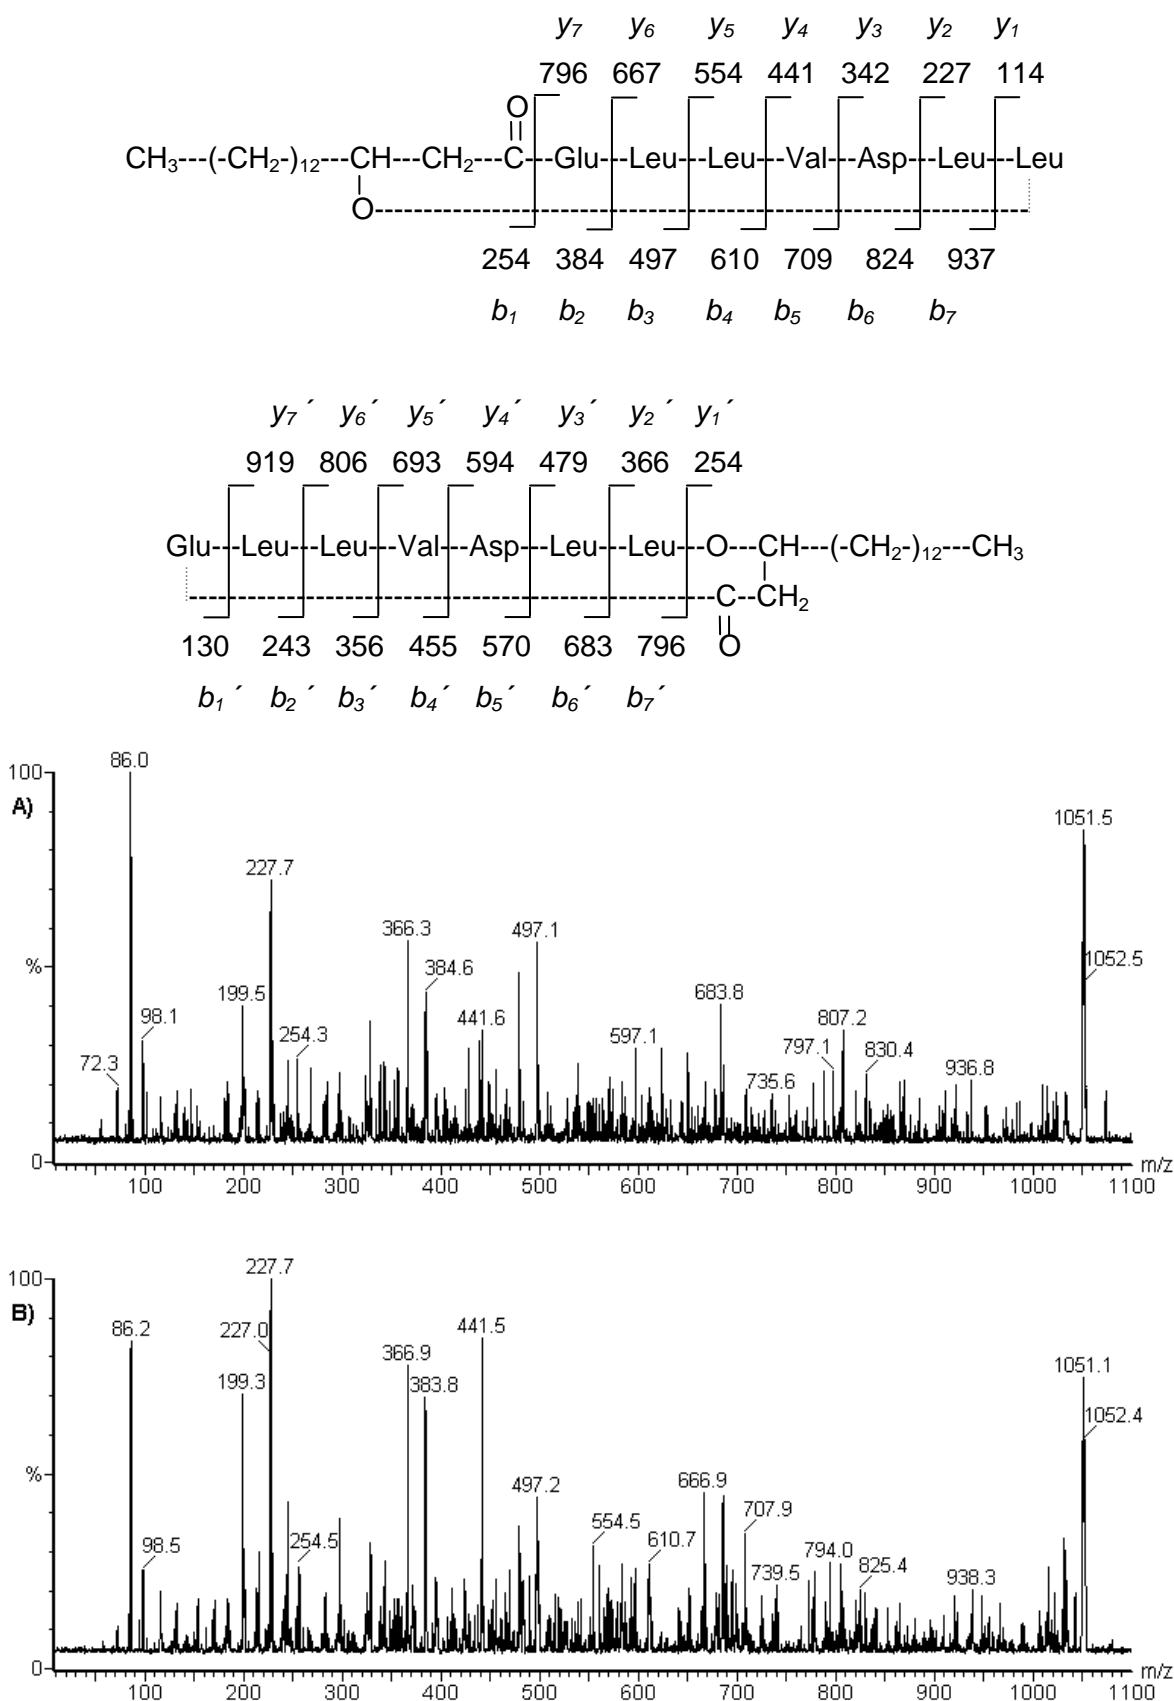 y₇ y₆ y₅ y₄ y₃ y₂ y₁
796 667 554 441 342 227 114
O
CH₃---(-CH₂-)₁₂---CH---CH₂---C---Glu---Leu---Leu---Val---Asp---Leu---Leu
O
254 384 497 610 709 824 937
b₁ b₂ b₃ b₄ b₅ b₆ b₇
y₇´ y₆´ y₅´ y₄´ y₃´ y₂´ y₁´
919 806 693 594 479 366 254
Glu---Leu---Leu---Val---Asp---Leu---Leu---O---CH---(-CH₂-)₁₂---CH₃
C---CH₂
130 243 356 455 570 683 796 O
b₁´ b₂´ b₃´ b₄´ b₅´ b₆´ b₇´
86.0
100
A)
1051.5
227.7
366.3 497.1
%
384.6 1052.5
199.5 683.8
98.1 441.6 807.2
254.3 597.1
72.3 797.1 830.4
735.6 936.8
0
m/z
100 200 300 400 500 600 700 800 900 1000 1100
227.7
100
B)
86.2 227.0 441.5
366.9 1051.1
199.3 383.8
1052.4
%
497.2 666.9
707.9
554.5
98.5 254.5 610.7 794.0
739.5 825.4 938.3
0
m/z
100 200 300 400 500 600 700 800 900 1000 1100